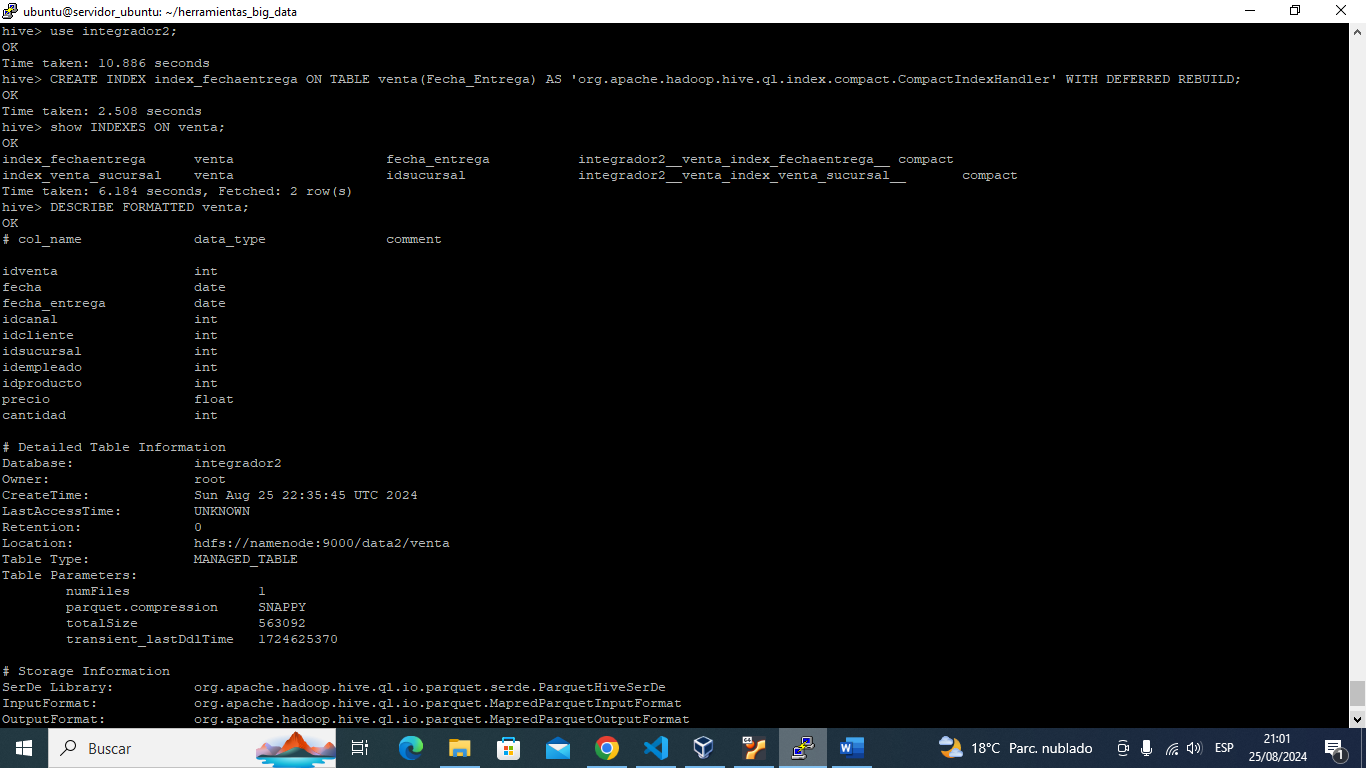 ubuntu@servidor_ubuntu: ~/herramientas_big_data
hive> use integrador2;
OK
Time taken: 10.886 seconds
hive> CREATE INDEX index_fechaentrega ON TABLE venta(Fecha_Entrega) AS 'org.apache.hadoop.hive.ql.index.compact.CompactIndexHandler' WITH DEFERRED REBUILD;
OK
Time taken: 2.508 seconds
hive> show INDEXES ON venta;
OK
index_fechaentrega venta fecha_entrega integrador2__venta_index_fechaentrega__ compact
index_venta_sucursal venta idsucursal integrador2__venta_index_venta_sucursal__ compact
Time taken: 6.184 seconds, Fetched: 2 row(s)
hive> DESCRIBE FORMATTED venta;
OK
# col_name data_type comment
idventa int
fecha date
fecha_entrega date
idcanal int
idcliente int
idsucursal int
idempleado int
idproducto int
precio float
cantidad int
# Detailed Table Information
Database: integrador2
Owner: root
CreateTime: Sun Aug 25 22:35:45 UTC 2024
LastAccessTime: UNKNOWN
Retention: 0
Location: hdfs://namenode:9000/data2/venta
Table Type: MANAGED_TABLE
Table Parameters:
numFiles 1
parquet.compression SNAPPY
totalSize 563092
transient_lastDdlTime 1724625370
# Storage Information
SerDe Library: org.apache.hadoop.hive.ql.io.parquet.serde.ParquetHiveSerDe
InputFormat: org.apache.hadoop.hive.ql.io.parquet.MapredParquetInputFormat
OutputFormat: org.apache.hadoop.hive.ql.io.parquet.MapredParquetOutputFormat
Buscar
64
18°C Parc. nublado
ESP
21:01
25/08/2024
1